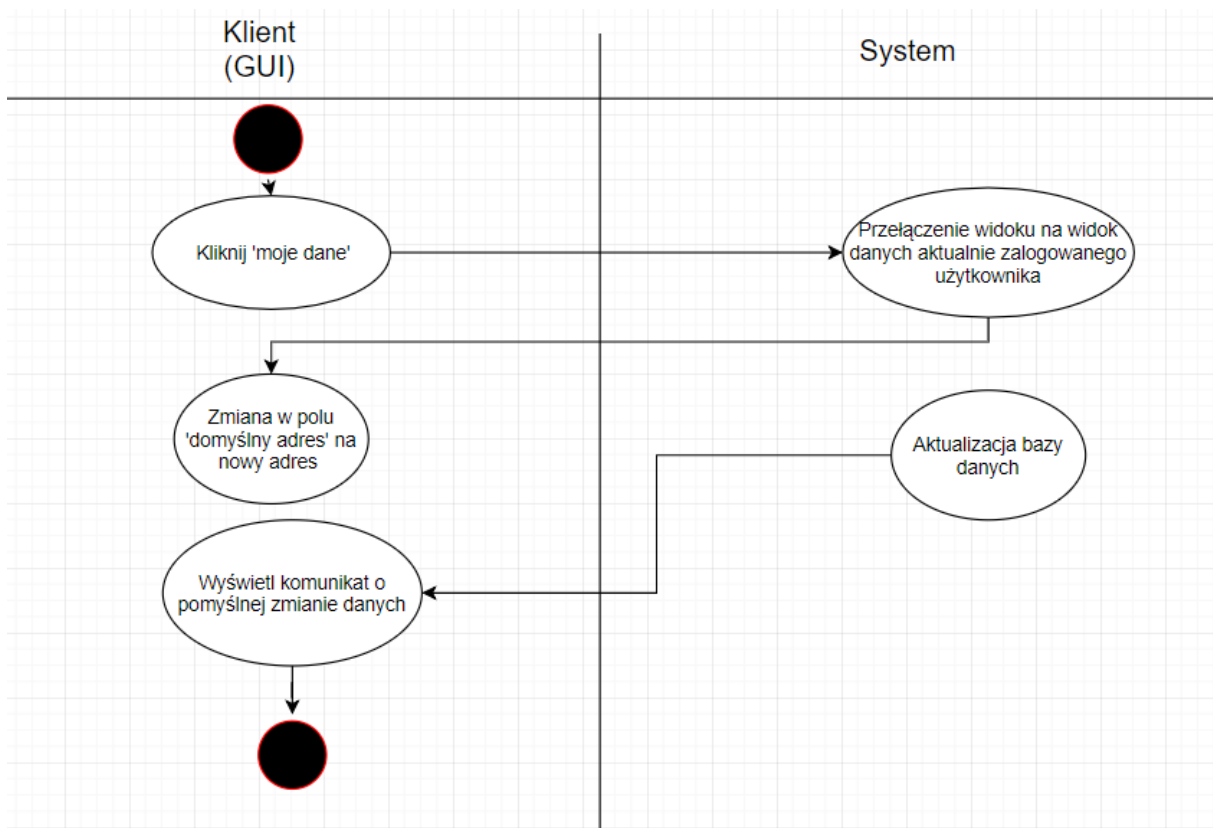 Klient
(GUI)
System
Kliknij 'moje dane'
Przełączenie widoku na widok
danych aktualnie zalogowanego
użytkownika
Zmiana w polu
'domyślny adres' na
nowy adres
Aktualizacja bazy
danych
Wyświetl komunikat o
pomyślnej zmianie danych